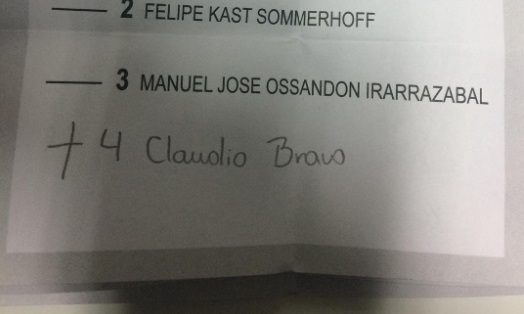 2 FELIPE KAST SOMMERHOFF
3 MANUEL JOSE OSSANDON IRARRAZABAL
+ 4 Claudio Bravo